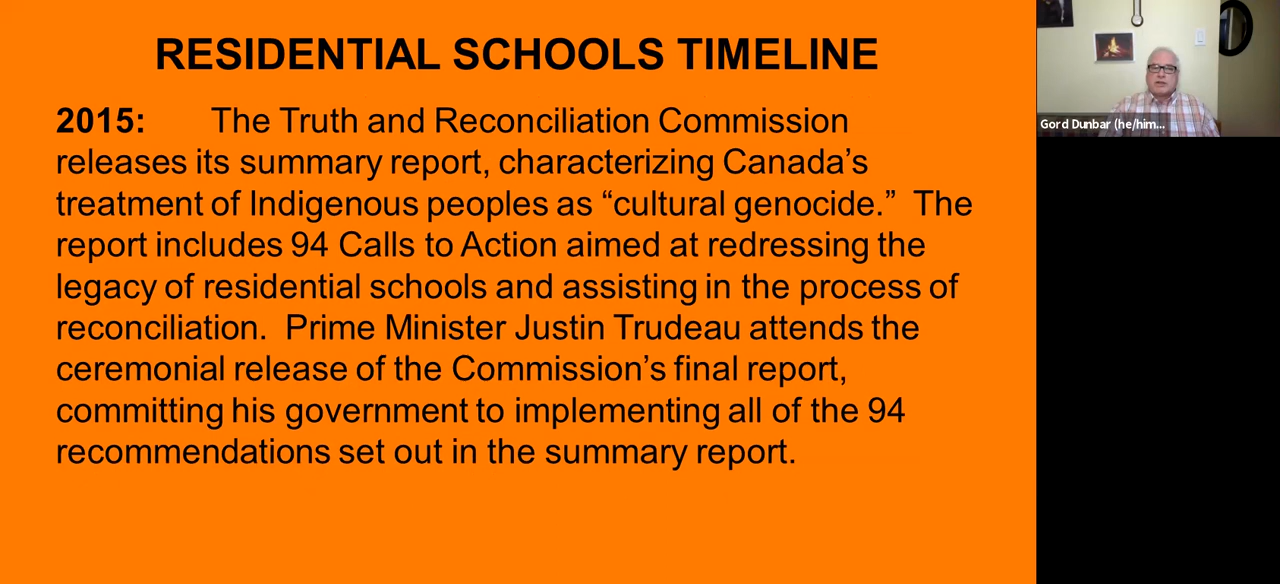 RESIDENTIAL SCHOOLS TIMELINE
2015: The Truth and Reconciliation Commission
releases its summary report, characterizing Canada’s
treatment of Indigenous peoples as “cultural genocide.” The
report includes 94 Calls to Action aimed at redressing the
legacy of residential schools and assisting in the process of
reconciliation. Prime Minister Justin Trudeau attends the
ceremonial release of the Commission’s final report,
committing his government to implementing all of the 94
recommendations set out in the summary report.
Gord Dunbar (he/him...